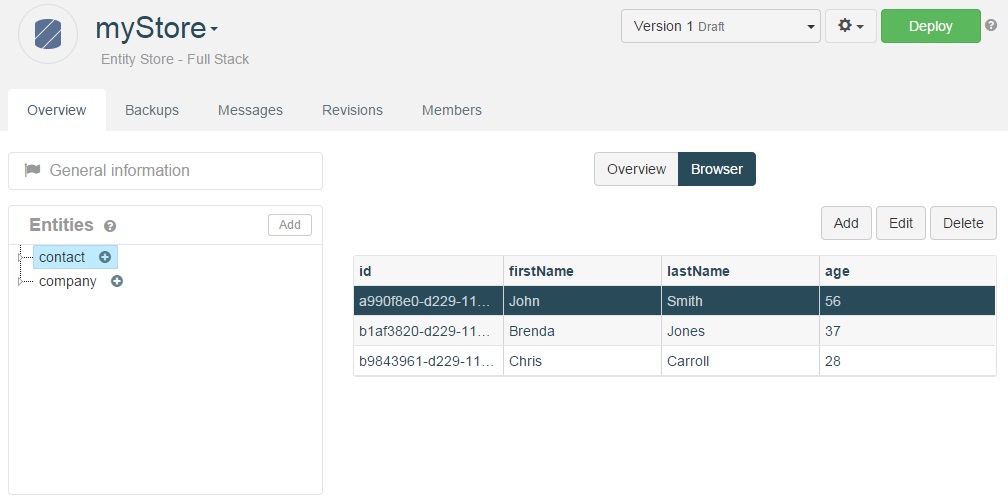 myStore
Entity Store - Full Stack
Version 1 Draft
Deploy
Overview Backups Messages Revisions Members
General information
Overview Browser
Entities Add
Add Edit Delete
contact
company
id firstName lastName age
a990f8e0-d229-11... John Smith 56
b1af3820-d229-11... Brenda Jones 37
b9843961-d229-11... Chris Carroll 28